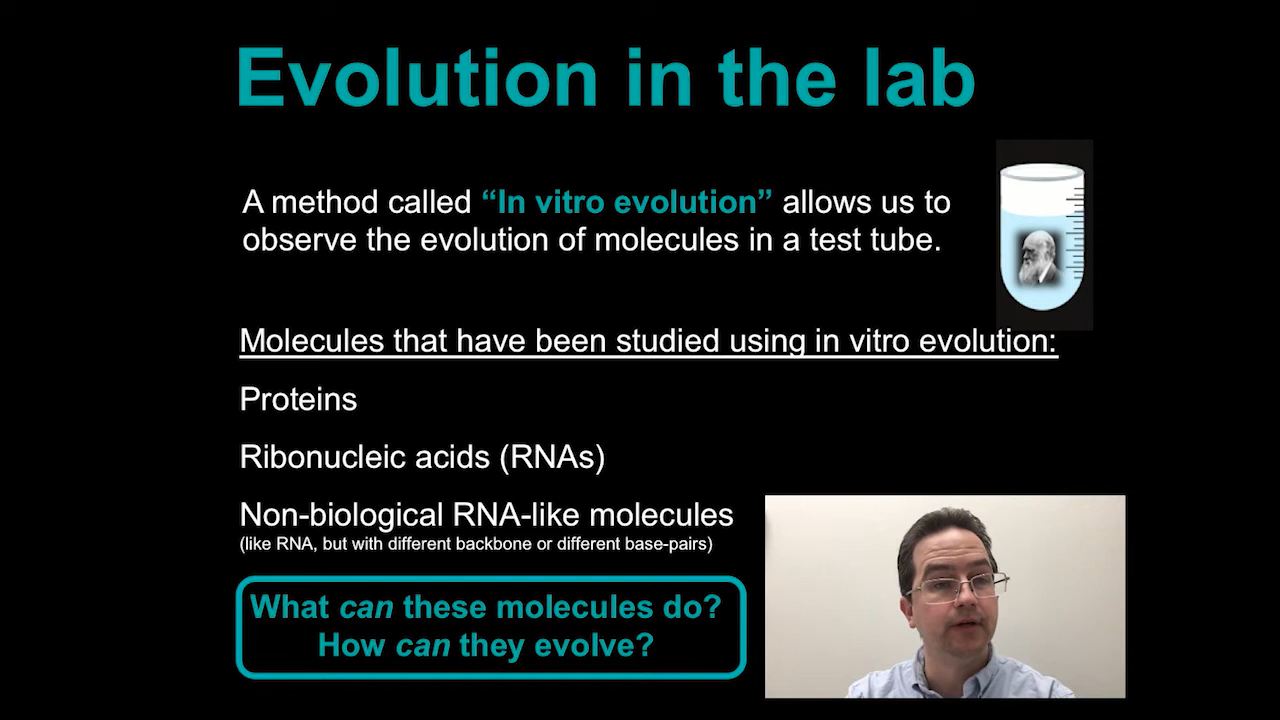 Evolution in the lab
A method called “In vitro evolution” allows us to
observe the evolution of molecules in a test tube.
Molecules that have been studied using in vitro evolution:
Proteins
Ribonucleic acids (RNAs)
Non-biological RNA-like molecules
(like RNA, but with different backbone or different base-pairs)
What can these molecules do?
How can they evolve?